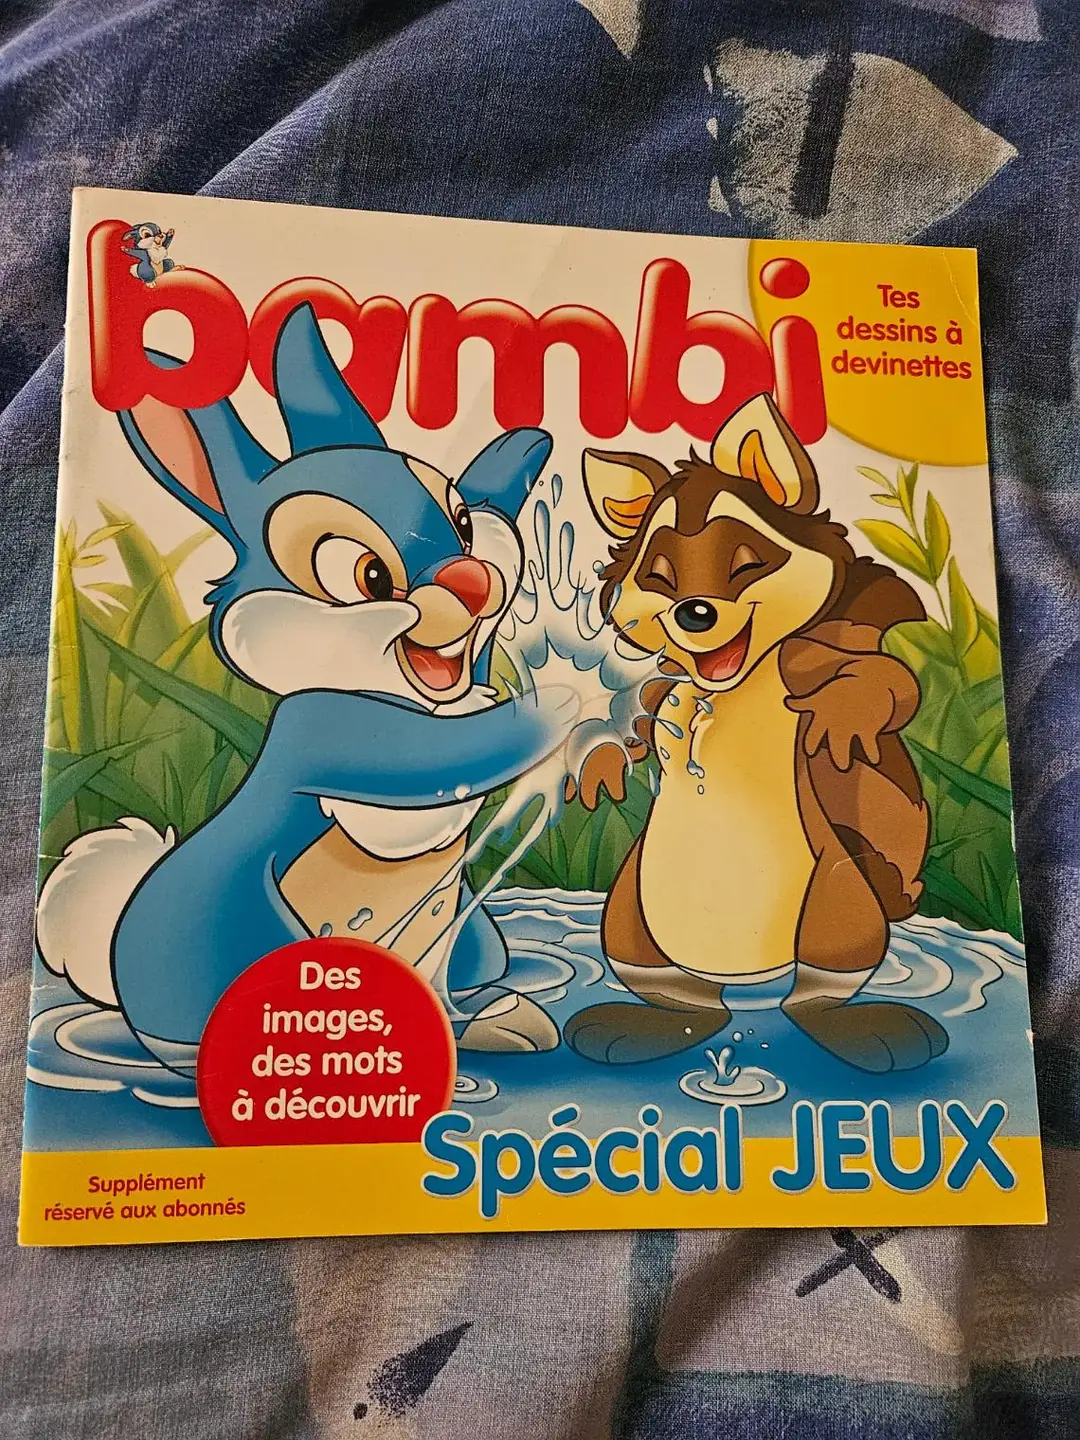 bambi
Tes
dessins à
devinettes
Des
images,
des mots
à découvrir
Spécial JEUX
Supplément
réservé aux abonnés